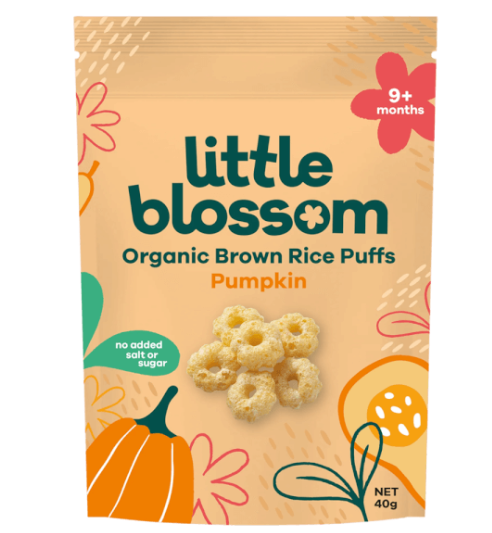 9+
months
little
blossom
Organic Brown Rice Puffs
Pumpkin
no added
salt or
sugar
NET
40g